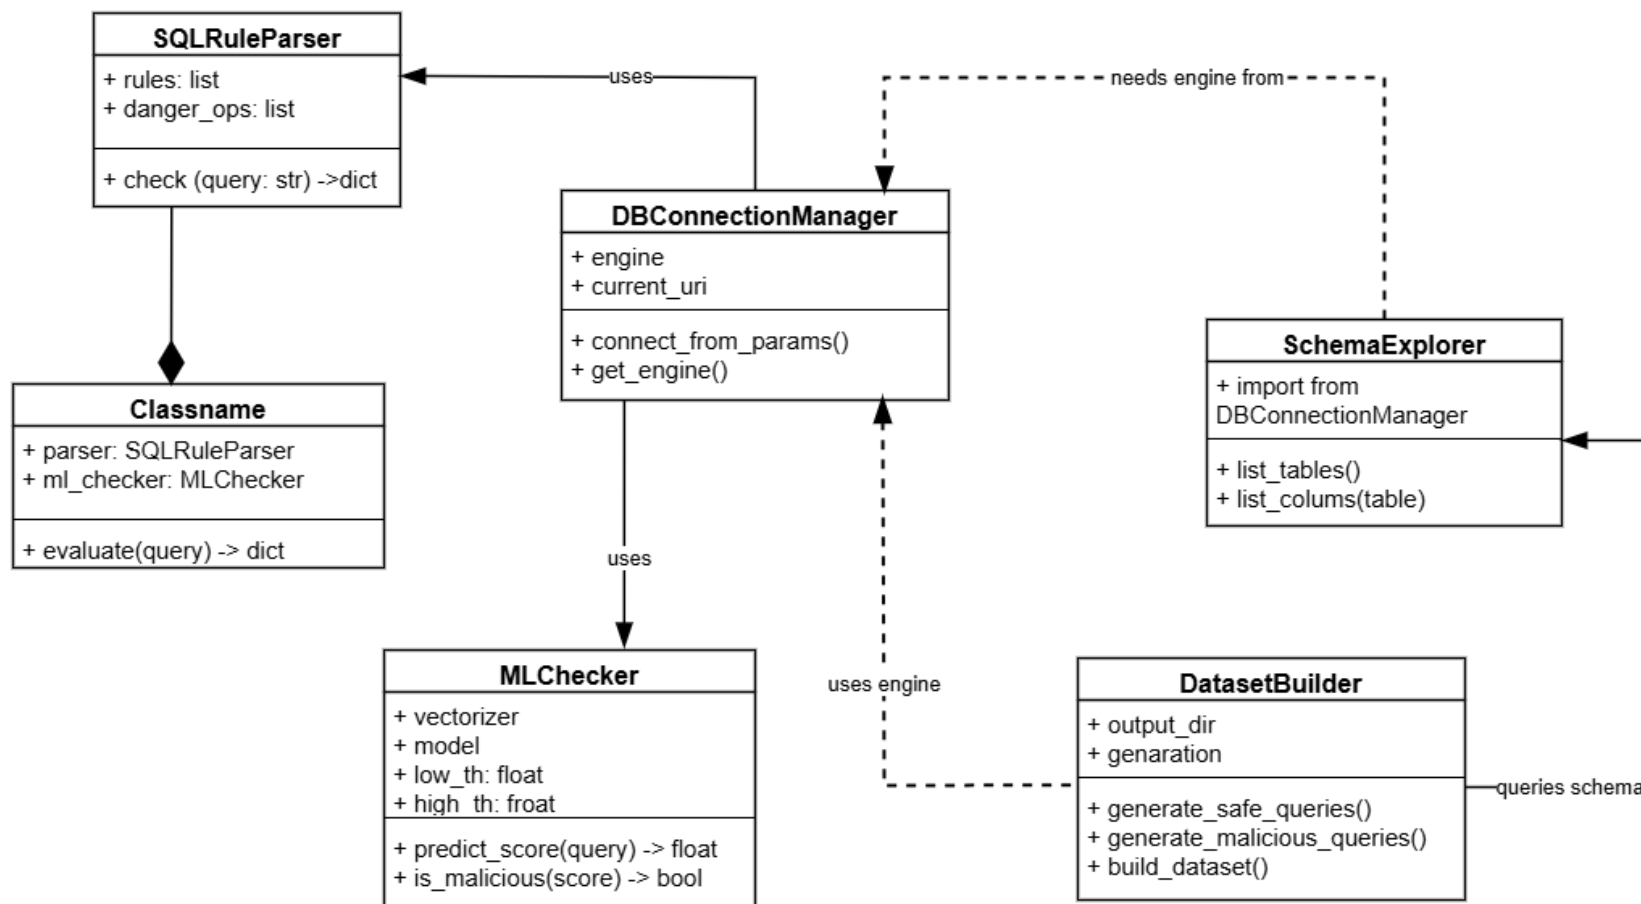 SQLRuleParser
+ rules: list
+ danger_ops: list
+ check (query: str) ->dict
uses
needs engine from
DBConnectionManager
+ engine
+ current_uri
+ connect_from_params()
+ get_engine()
SchemaExplorer
+ import from
DBConnectionManager
+ list_tables()
+ list_colums(table)
Classname
+ parser: SQLRuleParser
+ ml_checker: MLChecker
+ evaluate(query) -> dict
uses
MLChecker
+ vectorizer
+ model
+ low_th: float
+ high_th: froat
+ predict_score(query) -> float
+ is_malicious(score) -> bool
uses engine
DatasetBuilder
+ output_dir
+ genaration
+ generate_safe_queries()
+ generate_malicious_queries()
+ build_dataset()
queries schema